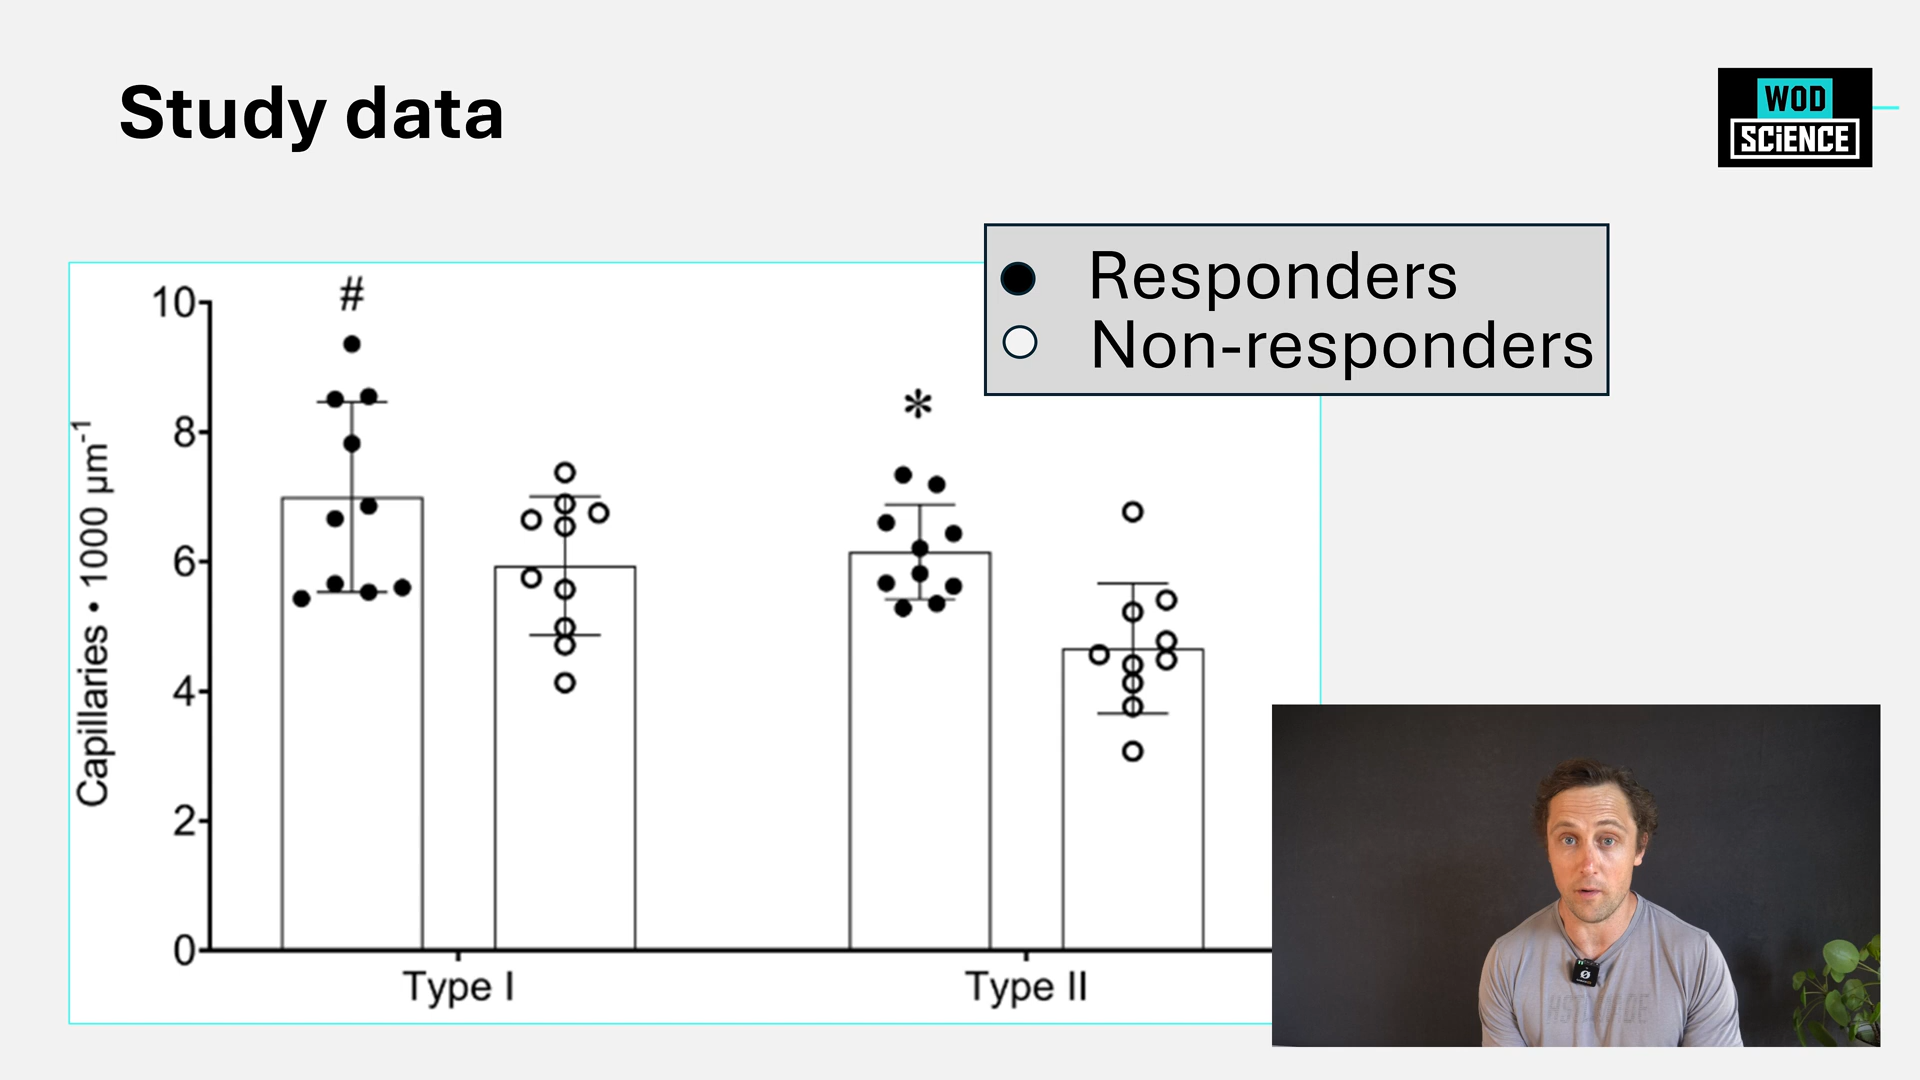 Study data
WOD
SCiENCE
Responders
Non-responders
#
*
10
8
6
4
2
0
Capillaries • 1000 µm⁻¹
Type I
Type II